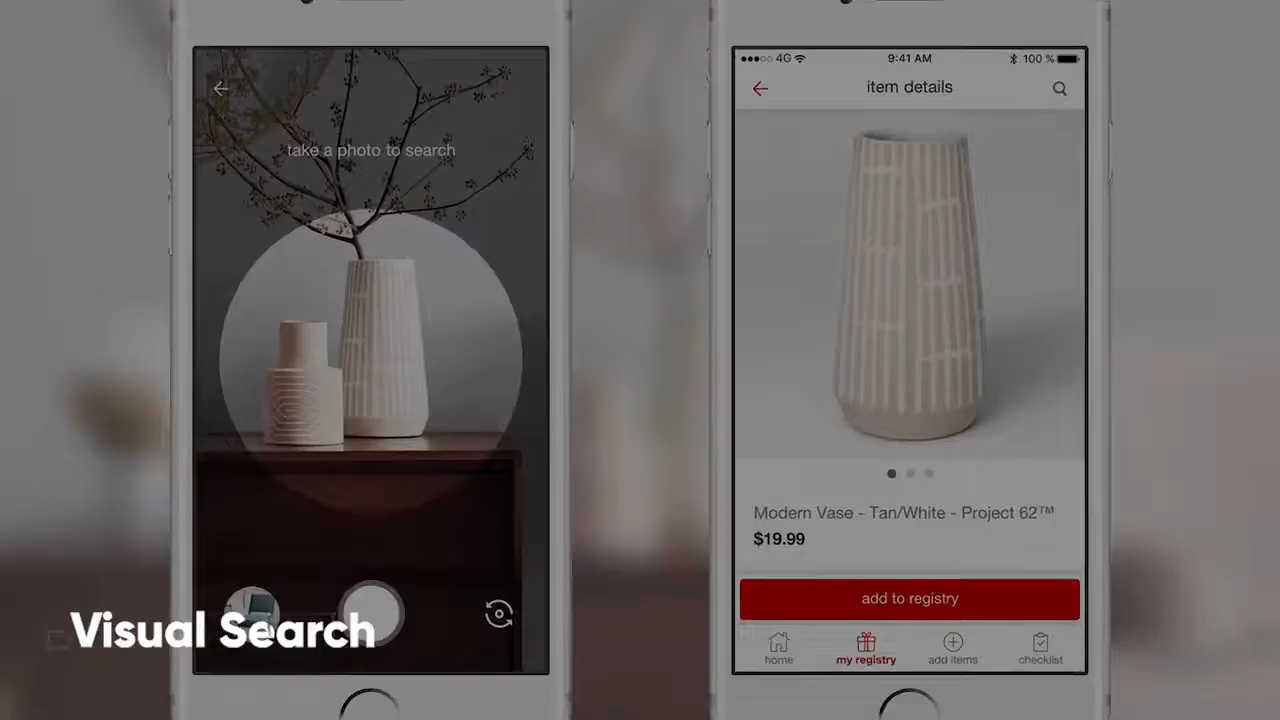 take a photo to search
Visual Search
4G 9:41 AM 100 %
item details
Modern Vase - Tan/White - Project 62™
$19.99
add to registry
home my registry add items checklist